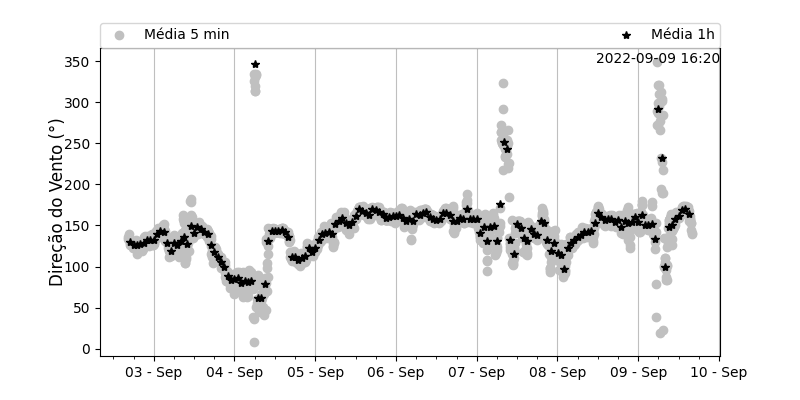 Média 5 min
Média 1h
2022-09-09 16:20
Direção do Vento (°)
350
300
250
200
150
100
50
0
03 - Sep
04 - Sep
05 - Sep
06 - Sep
07 - Sep
08 - Sep
09 - Sep
10 - Sep